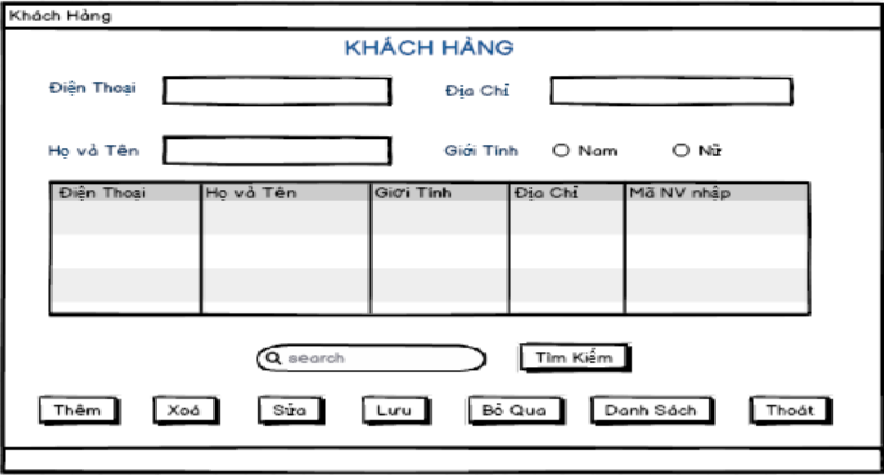 Khách Hàng
KHÁCH HÀNG
Điện Thoại
Địa Chỉ
Họ và Tên
Giới Tính
Nam
Nữ
Điện Thoại Họ và Tên Giới Tính Địa Chỉ Mã NV nhập
search
Tìm Kiếm
Thêm Xoá Sửa Lưu Bỏ Qua Danh Sách Thoát